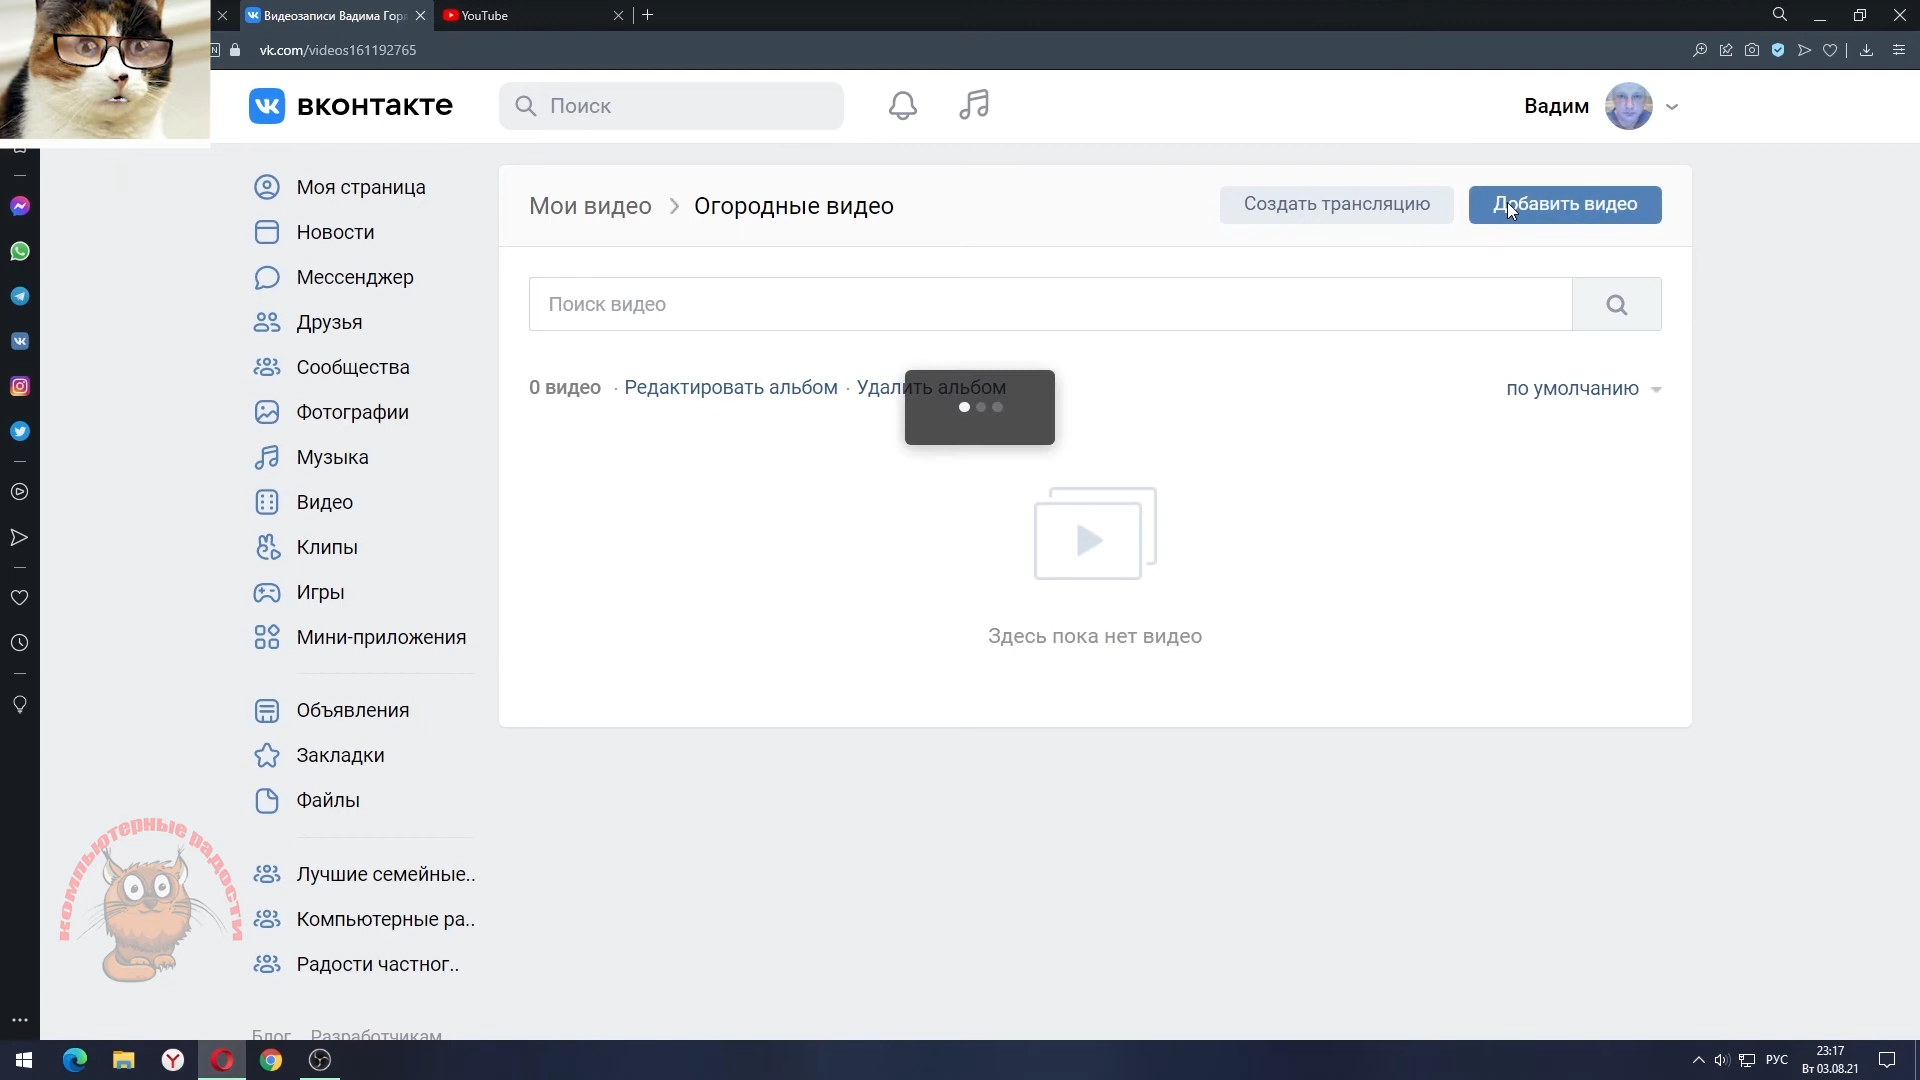 Видеозаписи Вадима Гор
YouTube
vk.com/videos161192765
вконтакте
Поиск
Вадим
Моя страница
Новости
Мессенджер
Друзья
Сообщества
Фотографии
Музыка
Видео
Клипы
Игры
Мини-приложения
Объявления
Закладки
Файлы
Лучшие семейные..
Компьютерные ра..
Радости частног..
Блог Разработчикам
Мои видео Огородные видео
Создать трансляцию
Добавить видео
Поиск видео
0 видео · Редактировать альбом · Удалить альбом
по умолчанию
Здесь пока нет видео
компьютерные радости
РУС
23:17
Вт 03.08.21